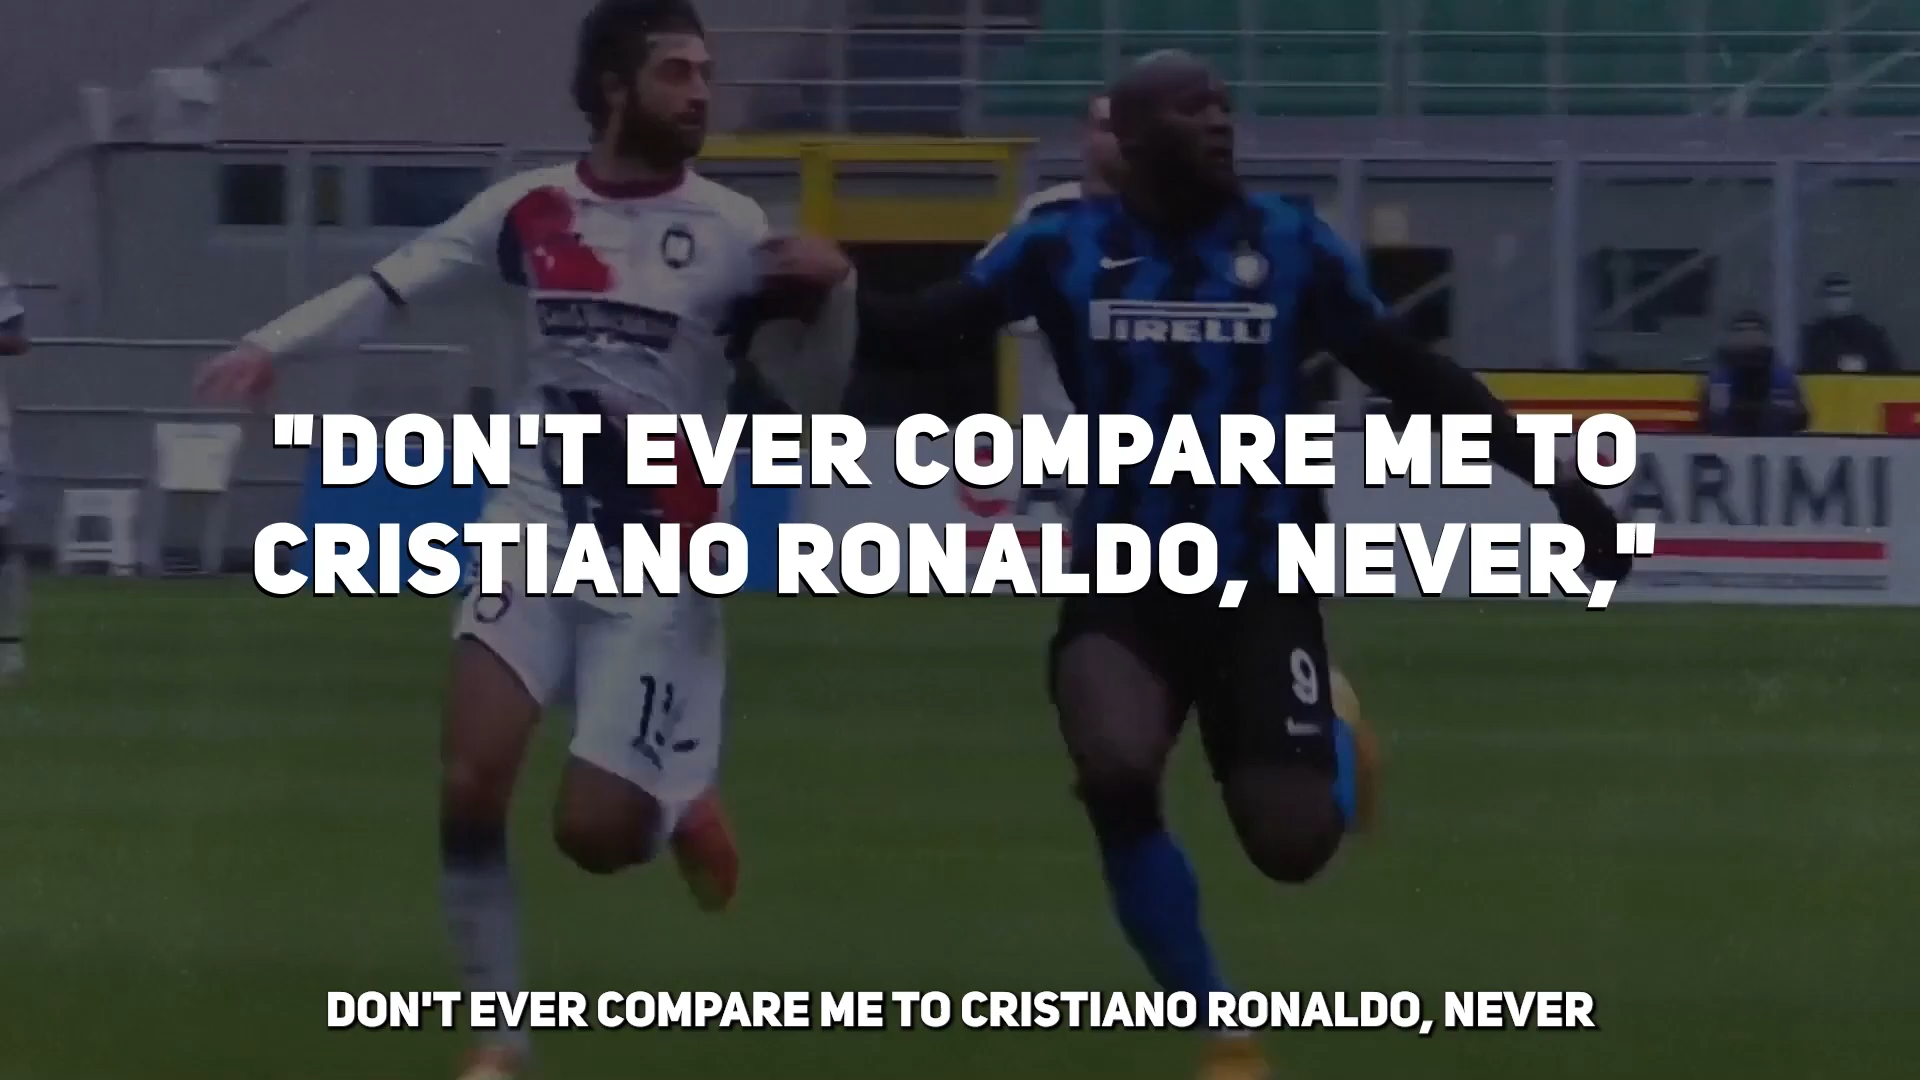 PIRELLI
"DON'T EVER COMPARE ME TO
CRISTIANO RONALDO, NEVER,"
ARIMI
9
DON'T EVER COMPARE ME TO CRISTIANO RONALDO, NEVER